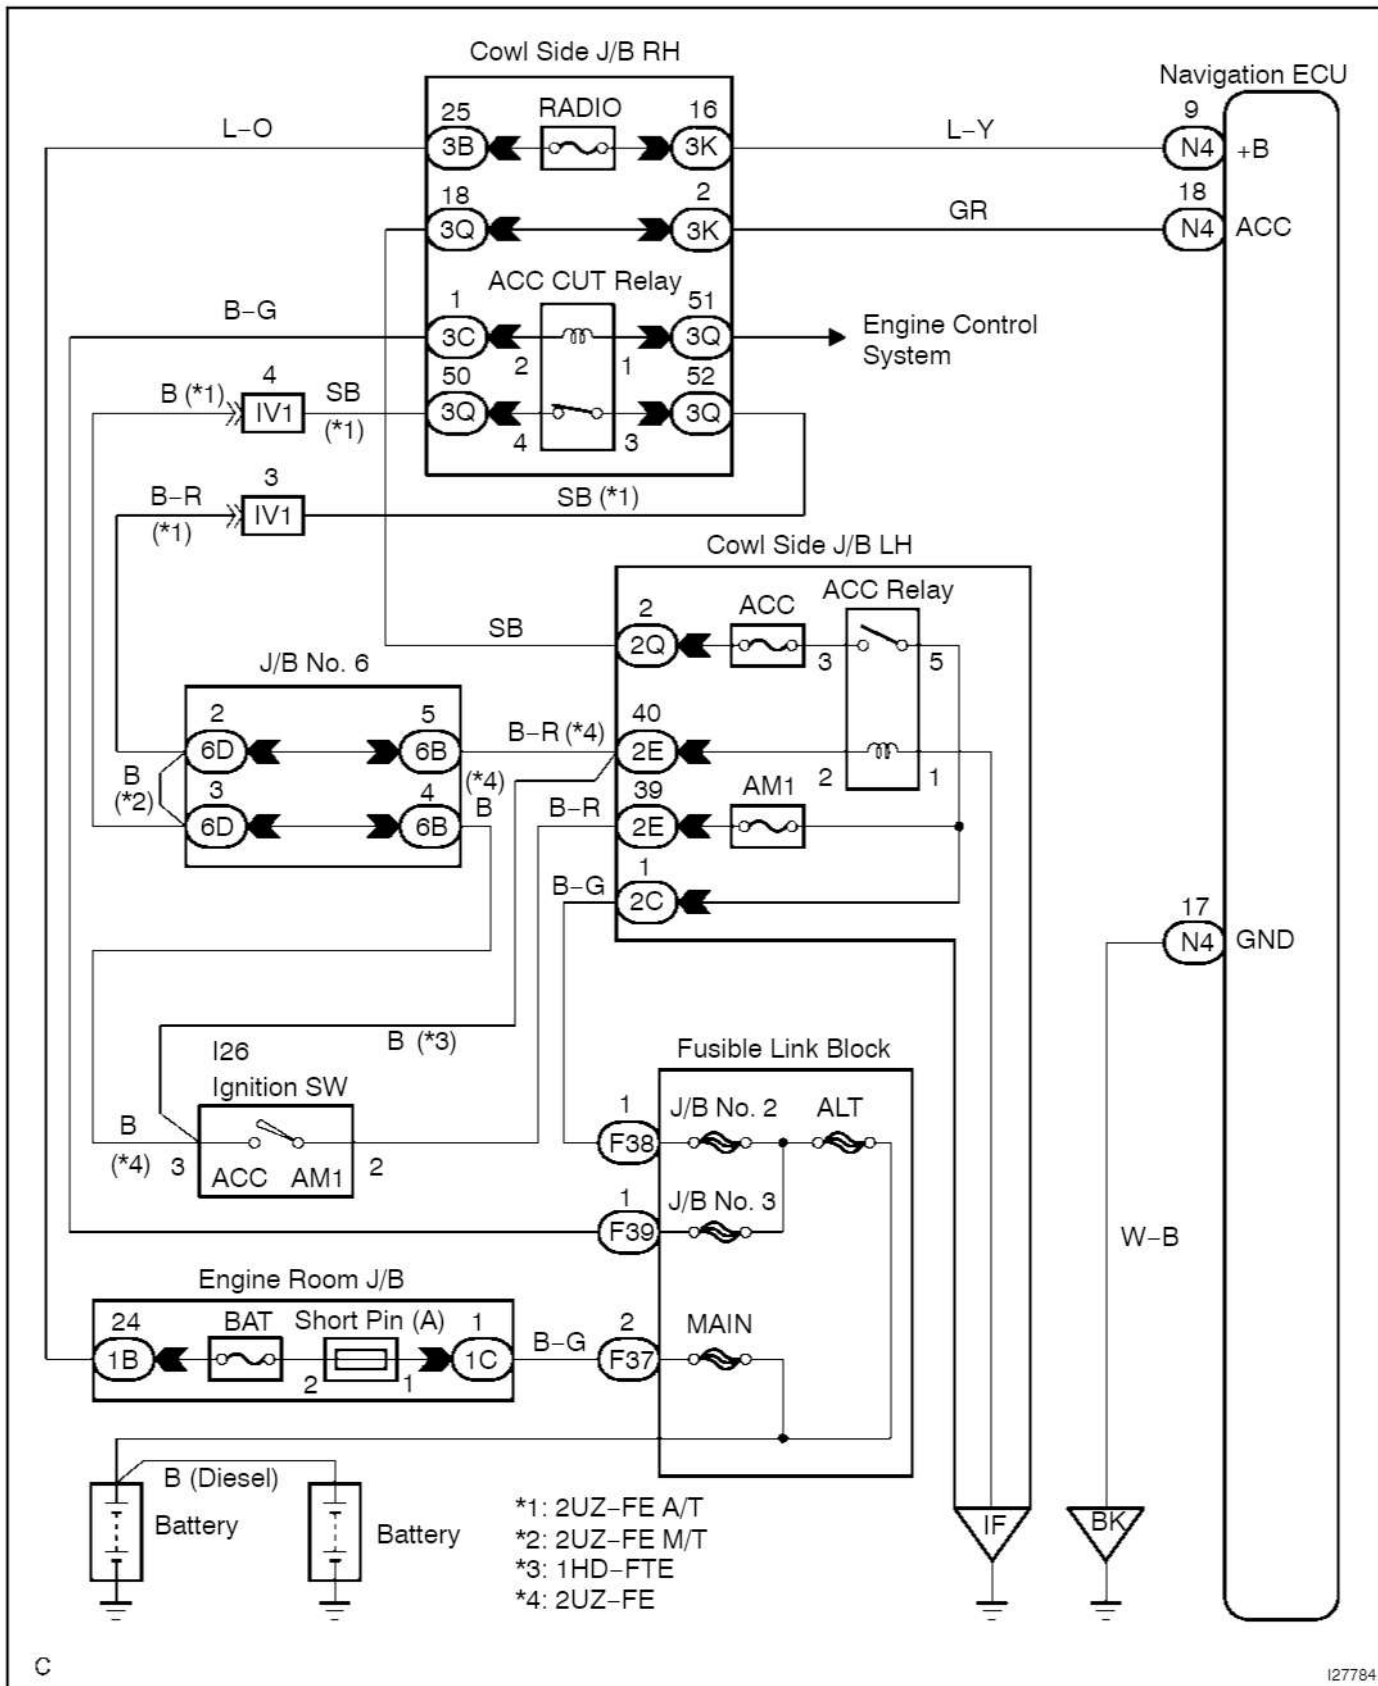 Cowl Side J/B RH
Navigation ECU
25
RADIO
16
9
L-O
3B
3K
L-Y
N4
+B
18
2
18
3Q
3K
GR
N4
ACC
ACC CUT Relay
1
51
B-G
3C
2
1
3Q
Engine Control
System
4
50
52
B (*1)
IV1
SB
(*1)
3Q
4
3
3Q
3
B-R
(*1)
IV1
SB (*1)
Cowl Side J/B LH
ACC Relay
2
ACC
SB
2Q
3
5
J/B No. 6
2
5
40
6D
6B
B-R (*4)
2E
2
1
B
(*2)
(*4)
3
4
B
39
AM1
6D
6B
B-R
2E
1
B-G
2C
17
N4
GND
B (*3)
I26
Ignition SW
Fusible Link Block
1
J/B No. 2
ALT
B
(*4)
3
ACC
AM1
2
F38
1
J/B No. 3
F39
W-B
Engine Room J/B
24
BAT
Short Pin (A)
1
2
MAIN
1B
2
1
1C
B-G
F37
B (Diesel)
Battery
Battery
*1: 2UZ-FE A/T
*2: 2UZ-FE M/T
*3: 1HD-FTE
*4: 2UZ-FE
IF
BK
C
I27784